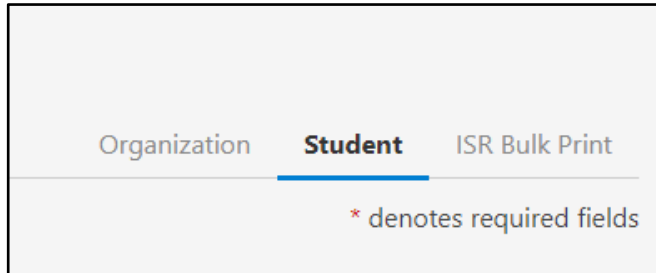 Organization Student ISR Bulk Print
* denotes required fields